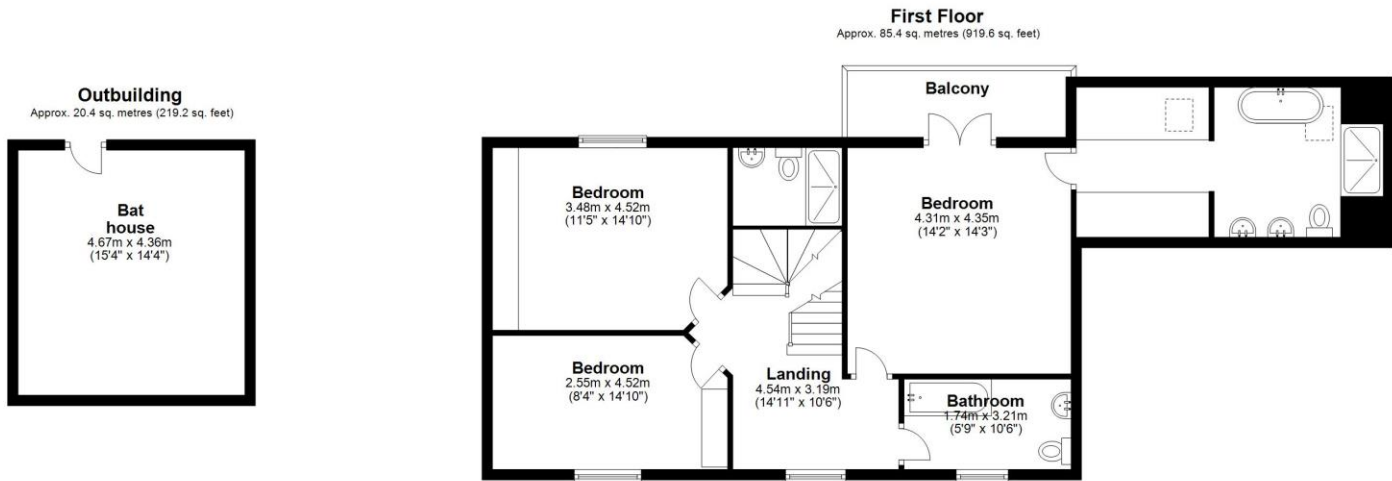 Outbuilding
Approx. 20.4 sq. metres (219.2 sq. feet)
Bat
house
4.67m x 4.36m
(15'4" x 14'4")
First Floor
Approx. 85.4 sq. metres (919.6 sq. feet)
Balcony
Bedroom
3.48m x 4.52m
(11'5" x 14'10")
Bedroom
4.31m x 4.35m
(14'2" x 14'3")
Bedroom
2.55m x 4.52m
(8'4" x 14'10")
Landing
4.54m x 3.19m
(14'11" x 10'6")
Bathroom
1.74m x 3.21m
(5'9" x 10'6")